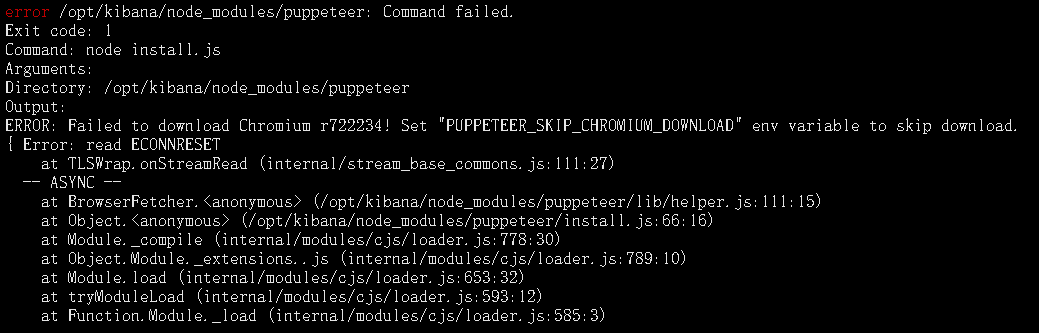 error /opt/kibana/node_modules/puppeteer: Command failed.
Exit code: 1
Command: node install.js
Arguments:
Directory: /opt/kibana/node_modules/puppeteer
Output:
ERROR: Failed to download Chromium r722234! Set "PUPPETEER_SKIP_CHROMIUM_DOWNLOAD" env variable to skip download.
{ Error: read ECONNRESET
    at TLSWrap.onStreamRead (internal/stream_base_commons.js:111:27)
  -- ASYNC --
    at BrowserFetcher.<anonymous> (/opt/kibana/node_modules/puppeteer/lib/helper.js:111:15)
    at Object.<anonymous> (/opt/kibana/node_modules/puppeteer/install.js:66:16)
    at Module._compile (internal/modules/cjs/loader.js:778:30)
    at Object.Module._extensions..js (internal/modules/cjs/loader.js:789:10)
    at Module.load (internal/modules/cjs/loader.js:653:32)
    at tryModuleLoad (internal/modules/cjs/loader.js:593:12)
    at Function.Module._load (internal/modules/cjs/loader.js:585:3)